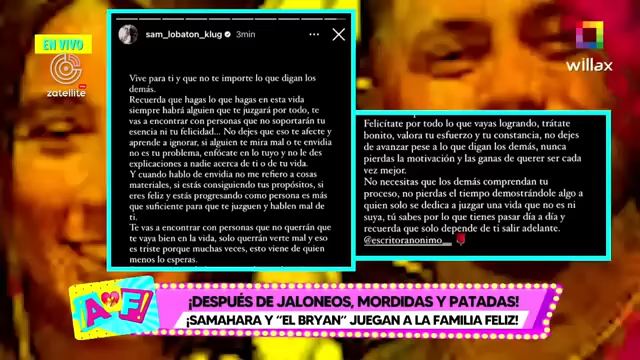 EN VIVO
zatellite
sam_lobaton_klug 3min
willax
Vive para ti y que no te importe lo que digan los
demás.
Recuerda que hagas lo que hagas en esta vida
siempre habrá alguien que te juzgará por todo, te
vas a encontrar con personas que no soportarán tu
esencia ni tu felicidad... No dejes que eso te afecte y
aprende a ignorar, si alguien te mira mal o te envidia
no es tu problema, enfócate en lo tuyo y no le des
explicaciones a nadie acerca de ti o de tu vida.
Y cuando hablo de envidia no me refiero a cosas
materiales, si estás consiguiendo tus propósitos, si
eres feliz y estás progresando como persona es más
que suficiente para que te juzguen y hablen mal de
ti.
Te vas a encontrar con personas que no querrán que
te vaya bien en la vida, solo querrán verte mal y eso
es triste porque muchas veces, esto viene de quien
menos lo esperas.
Felicítate por todo lo que vayas logrando, trátate
bonito, valora tu esfuerzo y tu constancia, no dejes
de avanzar pese a lo que digan los demás, nunca
pierdas la motivación y las ganas de querer ser cada
vez mejor.
No necesitas que los demás comprendan tu
proceso, no pierdas el tiempo demostrándole algo a
quien solo se dedica a juzgar una vida que no es ni
suya, tú sabes por lo que tienes pasar día a día y
recuerda que solo depende de ti salir adelante.
@escritoranonimo__
A F!
¡DESPUÉS DE JALONEOS, MORDIDAS Y PATADAS!
¡SAMAHARA Y "EL BRYAN" JUEGAN A LA FAMILIA FELIZ!